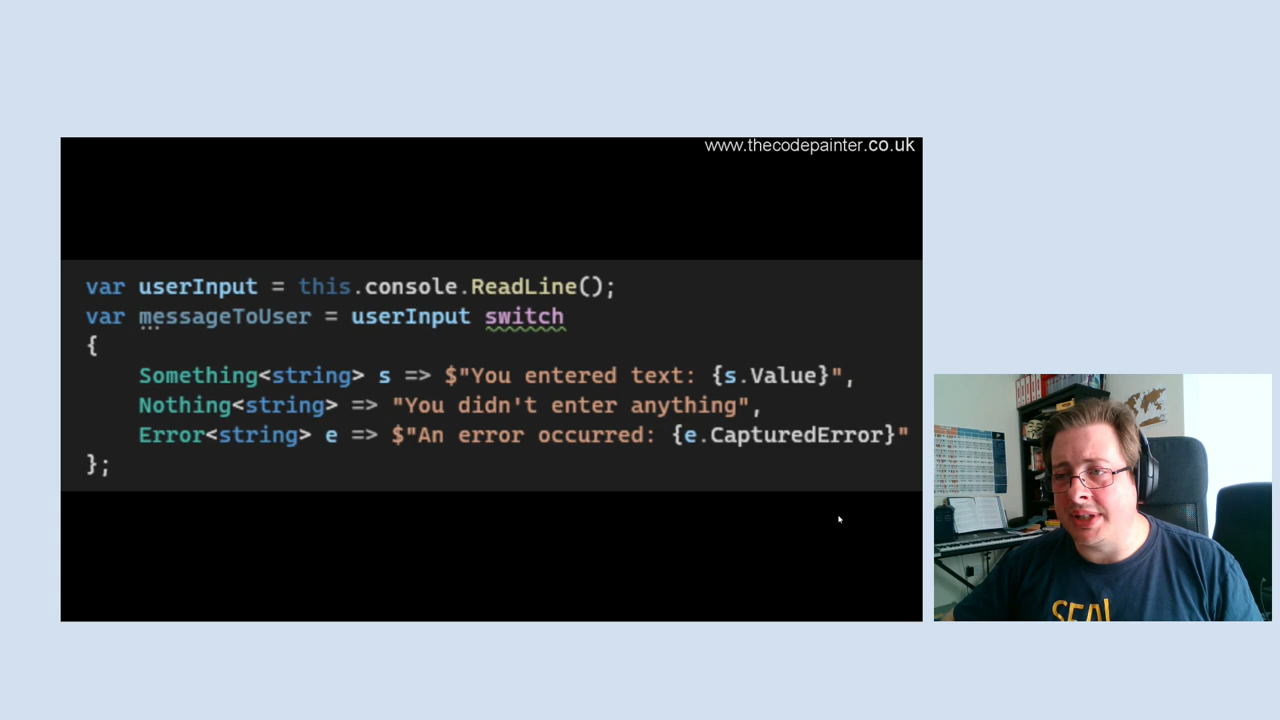 www.thecodepainter.co.uk
var userInput = this.console.ReadLine();
var messageToUser = userInput switch
{
Something<string> s => $"You entered text: {s.Value}",
Nothing<string> => "You didn't enter anything",
Error<string> e => $"An error occurred: {e.CapturedError}"
};
SEAL